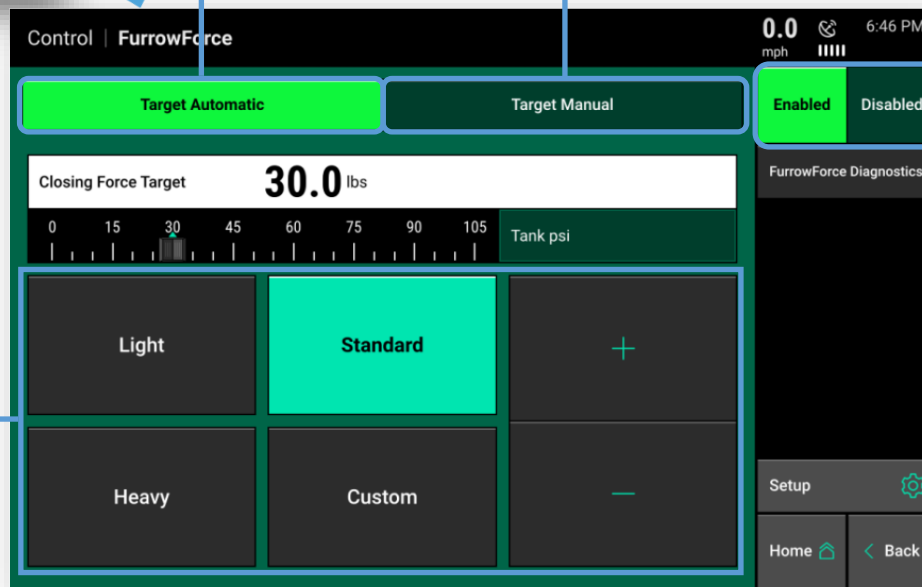 Control | FurrowForce
0.0
mph
6:46 PM
Target Automatic
Target Manual
Enabled
Disabled
Closing Force Target
30.0 lbs
FurrowForce Diagnostics
0 15 30 45 60 75 90 105
Tank psi
Light
Standard
+
Heavy
Custom
−
Setup
Home
< Back